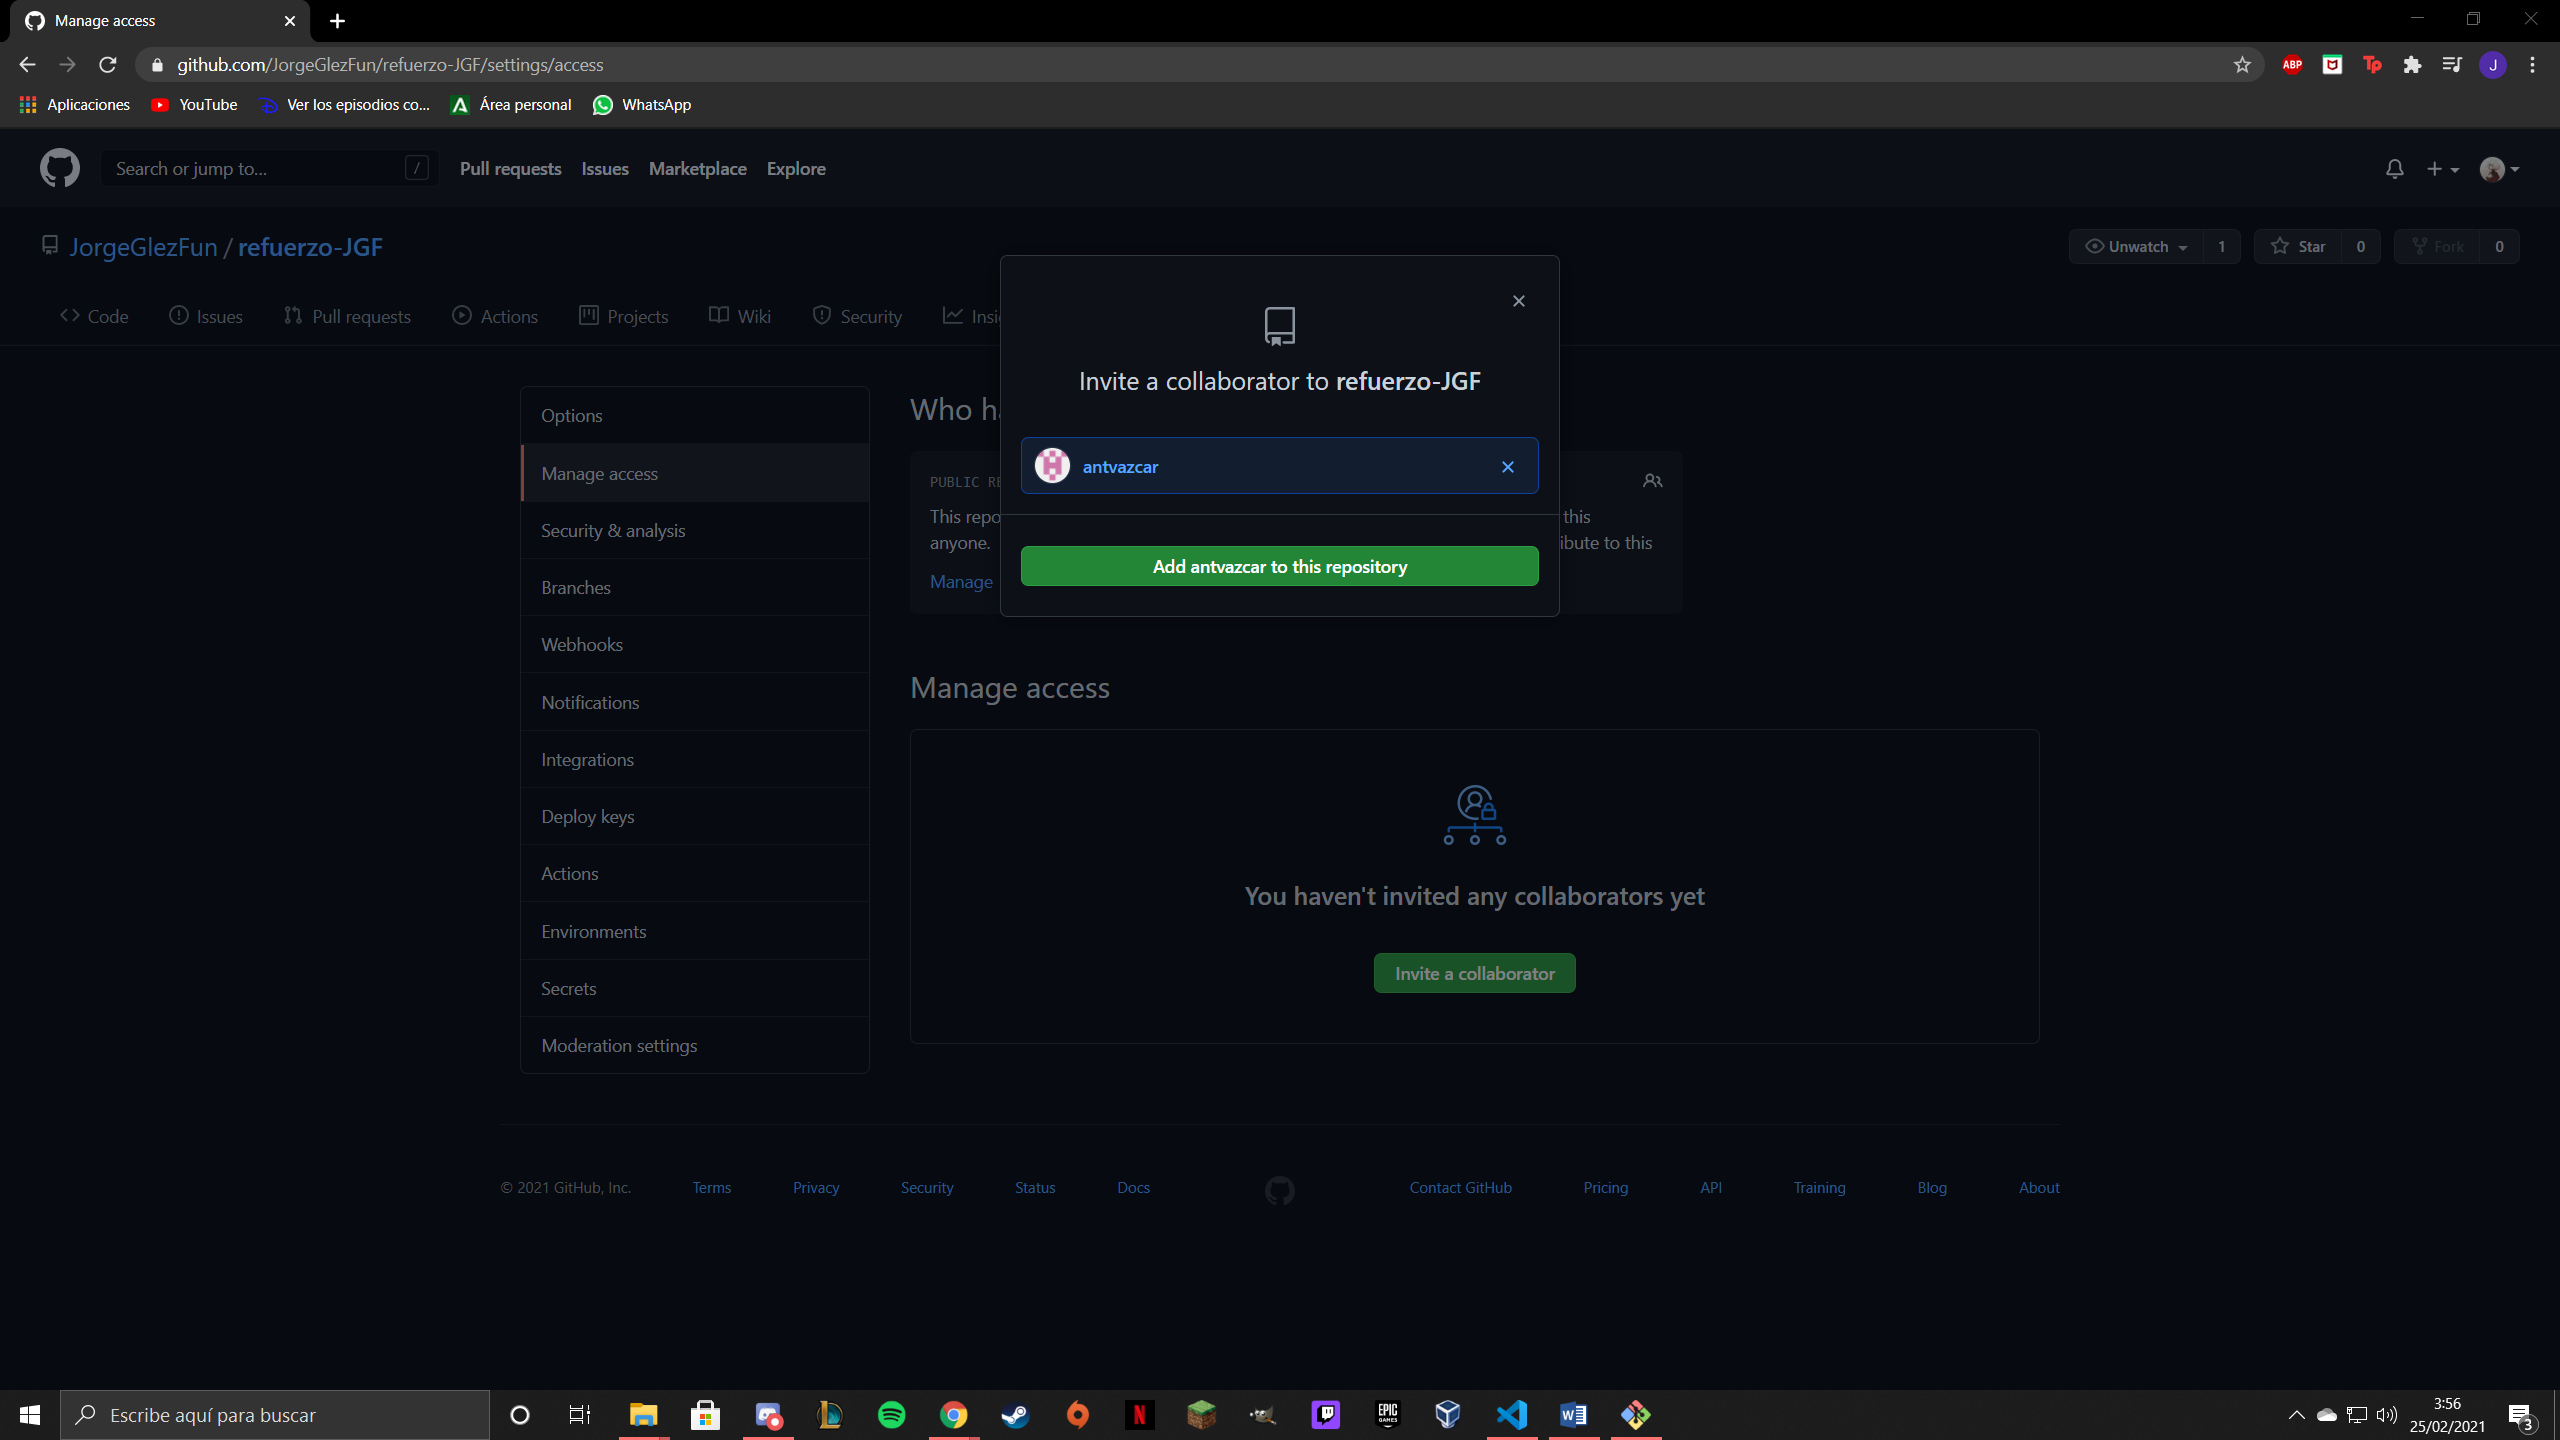 Manage access
github.com/JorgeGlezFun/refuerzo-JGF/settings/access
ABP
Tp
J
Aplicaciones
YouTube
Ver los episodios co...
Área personal
WhatsApp
Search or jump to...
/
Pull requests
Issues
Marketplace
Explore
JorgeGlezFun / refuerzo-JGF
Unwatch 1
Star 0
Fork 0
Code
Issues
Pull requests
Actions
Projects
Wiki
Security
Options
Manage access
Security & analysis
Branches
Webhooks
Notifications
Integrations
Deploy keys
Actions
Environments
Secrets
Moderation settings
Who
PUBLIC
This repo
this
anyone.
to this
Manage
Invite a collaborator to refuerzo-JGF
antvazcar
Add antvazcar to this repository
Manage access
You haven't invited any collaborators yet
Invite a collaborator
© 2021 GitHub, Inc.
Terms
Privacy
Security
Status
Docs
Contact GitHub
Pricing
API
Training
Blog
About
Escribe aquí para buscar
EPIC
GAMES
3:56
25/02/2021
3